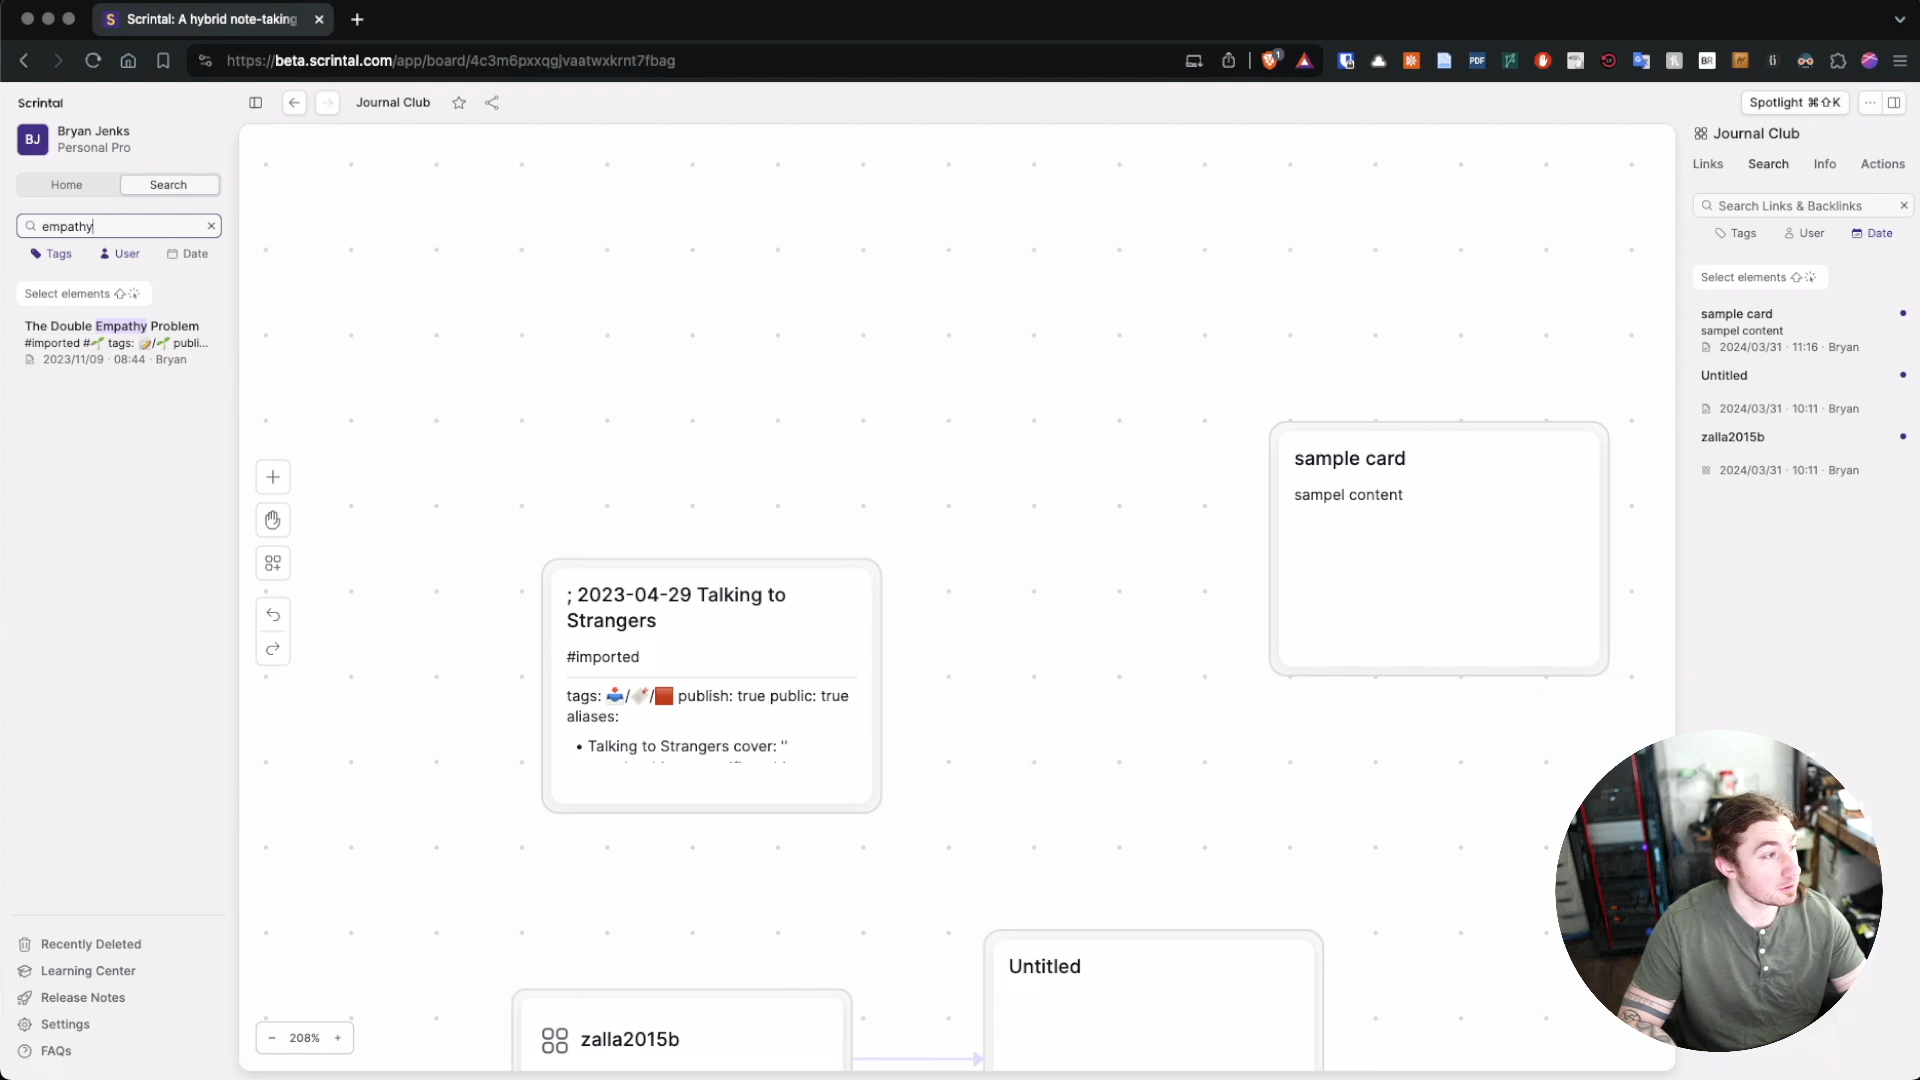 Scrintal: A hybrid note-taking
https://beta.scrintal.com/app/board/4c3m6pxxqgjvaatwxkrnt7fbag
1
PDF
BR
Scrintal
Journal Club
Spotlight ⌘⇧K
BJ
Bryan Jenks
Personal Pro
Home
Search
empathy
Tags
User
Date
Select elements
The Double Empathy Problem
#imported #🌱 tags: 📝/🌱 publi...
2023/11/09 · 08:44 · Bryan
Recently Deleted
Learning Center
Release Notes
Settings
FAQs
; 2023-04-29 Talking to
Strangers
#imported
tags: 📥/🏷/🟥 publish: true public: true
aliases:
• Talking to Strangers cover: ''
sample card
sampel content
Untitled
zalla2015b
− 208% +
Journal Club
Links
Search
Info
Actions
Search Links & Backlinks
Tags
User
Date
Select elements
sample card
sampel content
2024/03/31 · 11:16 · Bryan
Untitled
2024/03/31 · 10:11 · Bryan
zalla2015b
2024/03/31 · 10:11 · Bryan